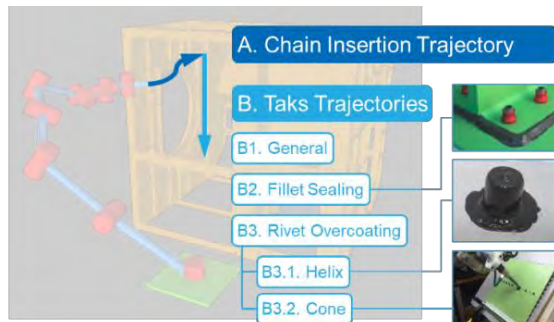 A. Chain Insertion Trajectory
B. Taks Trajectories
B1. General
B2. Fillet Sealing
B3. Rivet Overcoating
B3.1. Helix
B3.2. Cone